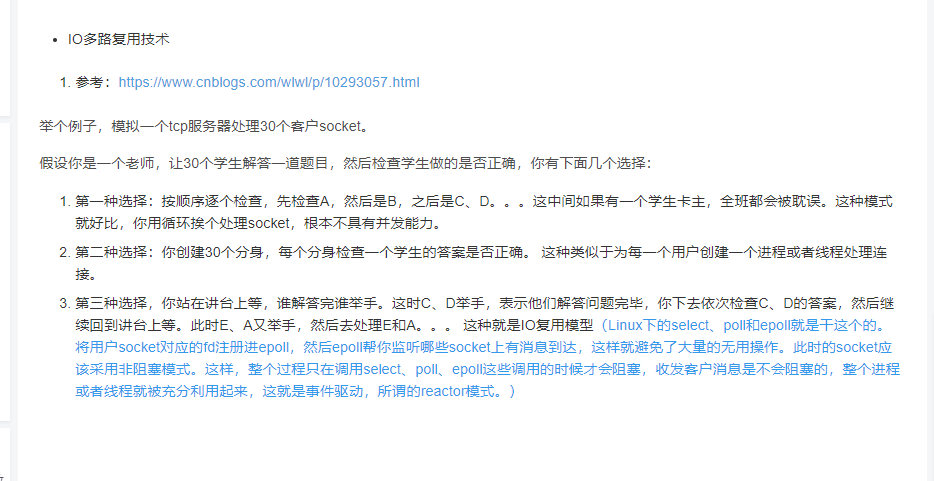 IO多路复用技术
1. 参考：https://www.cnblogs.com/wlwl/p/10293057.html
举个例子，模拟一个tcp服务器处理30个客户socket。
假设你是一个老师，让30个学生解答一道题目，然后检查学生做的是否正确，你有下面几个选择：
1. 第一种选择：按顺序逐个检查，先检查A，然后是B，之后是C、D。。。这中间如果有一个学生卡主，全班都会被耽误。这种模式
就好比，你用循环挨个处理socket，根本不具有并发能力。
2. 第二种选择：你创建30个分身，每个分身检查一个学生的答案是否正确。 这种类似于为每一个用户创建一个进程或者线程处理连
接。
3. 第三种选择，你站在讲台上等，谁解答完谁举手。这时C、D举手，表示他们解答问题完毕，你下去依次检查C、D的答案，然后继
续回到讲台上等。此时E、A又举手，然后去处理E和A。。。 这种就是IO复用模型（Linux下的select、poll和epoll就是干这个的。
将用户socket对应的fd注册进epoll，然后epoll帮你监听哪些socket上有消息到达，这样就避免了大量的无用操作。此时的socket应
该采用非阻塞模式。这样，整个过程只在调用select、poll、epoll这些调用的时候才会阻塞，收发客户消息是不会阻塞的，整个进程
或者线程就被充分利用起来，这就是事件驱动，所谓的reactor模式。）